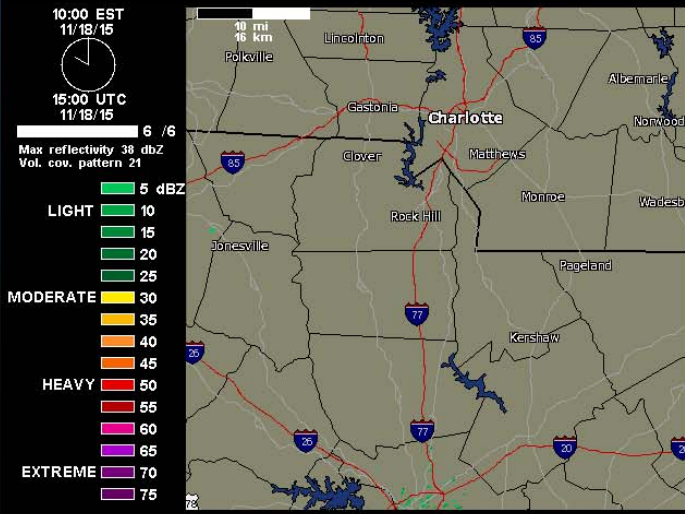 10:00 EST
11/18/15
15:00 UTC
11/18/15
6 /6
Max reflectivity 38 dbZ
Vol. cov. pattern 21
5 dBZ
LIGHT 10
15
20
25
MODERATE 30
35
40
45
HEAVY 50
55
60
65
EXTREME 70
75
10 mi
16 km
Lincolnton
85
Polkville
Albemarle
Gastonia
Charlotte
Norwood
Clover
Matthews
85
Monroe
Wadesb
Rock Hill
Jonesville
Pageland
77
Kershaw
26
77
26
20
2
78